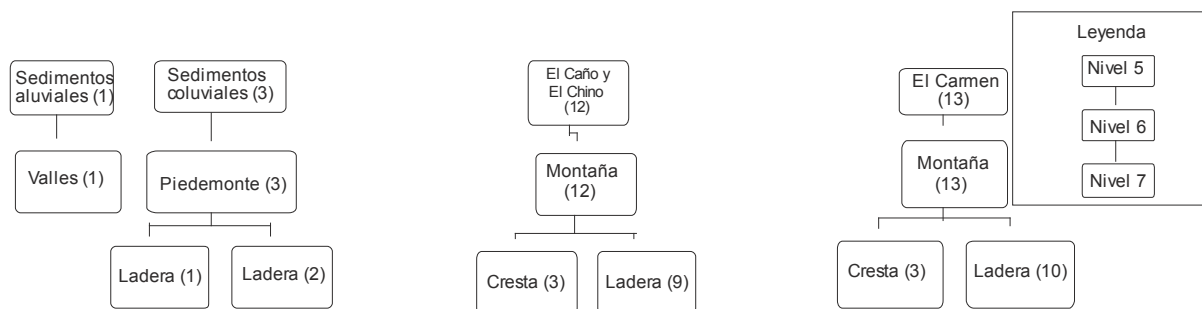 Sedimentos
aluviales (1)
Valles (1)
Sedimentos
coluviales (3)
Piedemonte (3)
Ladera (1)
Ladera (2)
El Caño y
El Chino
(12)
Montaña
(12)
Cresta (3)
Ladera (9)
El Carmen
(13)
Montaña
(13)
Cresta (3)
Ladera (10)
Leyenda
Nivel 5
Nivel 6
Nivel 7